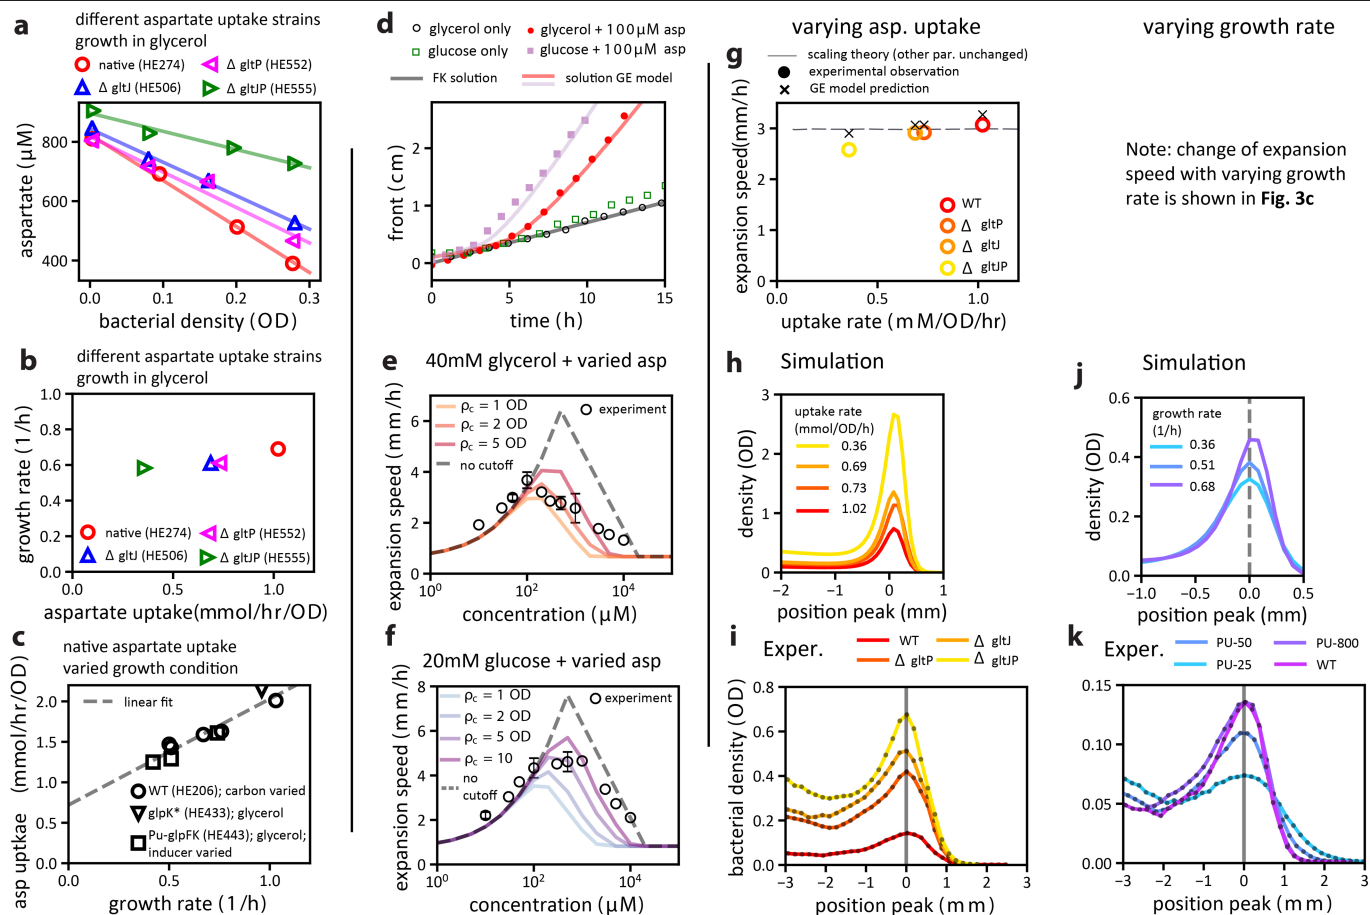 a
different aspartate uptake strains
growth in glycerol
native (HE274)
Δ gltP (HE552)
Δ gltJ (HE506)
Δ gltJP (HE555)
aspartate (μM)
800
600
400
0.0
0.1
0.2
0.3
bacterial density (OD)
b
different aspartate uptake strains
growth in glycerol
growth rate (1/h)
1.0
0.8
0.6
0.4
0.2
0.0
native (HE274)
Δ gltP (HE552)
Δ gltJ (HE506)
Δ gltJP (HE555)
0.0
0.5
1.0
aspartate uptake(mmol/hr/OD)
c
native aspartate uptake
varied growth condition
asp uptkae (mmol/hr/OD)
2.0
1.5
1.0
0.5
0.0
linear fit
WT (HE206); carbon varied
glpK* (HE433); glycerol
Pu-glpFK (HE443); glycerol;
inducer varied
0.0
0.5
1.0
growth rate (1/h)
d
glycerol only
glycerol + 100μM asp
glucose only
glucose + 100μM asp
FK solution
solution GE model
front (cm)
2
1
0
0
5
10
15
time (h)
e
40mM glycerol + varied asp
expansion speed (mm/h)
6
4
2
0
ρc = 1 OD
ρc = 2 OD
ρc = 5 OD
no cutoff
experiment
10⁰
10²
10⁴
concentration (μM)
f
20mM glucose + varied asp
expansion speed (mm/h)
8
6
4
2
0
ρc = 1 OD
ρc = 2 OD
ρc = 5 OD
ρc = 10
no
cutoff
experiment
10⁰
10²
10⁴
concentration (μM)
varying asp. uptake
g
scaling theory (other par. unchanged)
experimental observation
GE model prediction
expansion speed(mm/h)
3
2
1
0
WT
Δ gltP
Δ gltJ
Δ gltJP
0.0
0.5
1.0
uptake rate (mM/OD/hr)
varying growth rate
Note: change of expansion
speed with varying growth
rate is shown in Fig. 3c
h
Simulation
density (OD)
3
2
1
0
uptake rate
(mmol/OD/h)
0.36
0.69
0.73
1.02
−2
−1
0
1
position peak (mm)
j
Simulation
density (OD)
0.6
0.4
0.2
0.0
growth rate
(1/h)
0.36
0.51
0.68
−1.0
−0.5
0.0
0.5
position peak (mm)
i
Exper.
WT
Δ gltJ
Δ gltP
Δ gltJP
bacterial density (OD)
0.8
0.6
0.4
0.2
0.0
−3
−2
−1
0
1
2
3
position peak (mm)
k
Exper.
PU-50
PU-800
PU-25
WT
0.15
0.10
0.05
0.00
−3
−2
−1
0
1
2
3
position peak (mm)